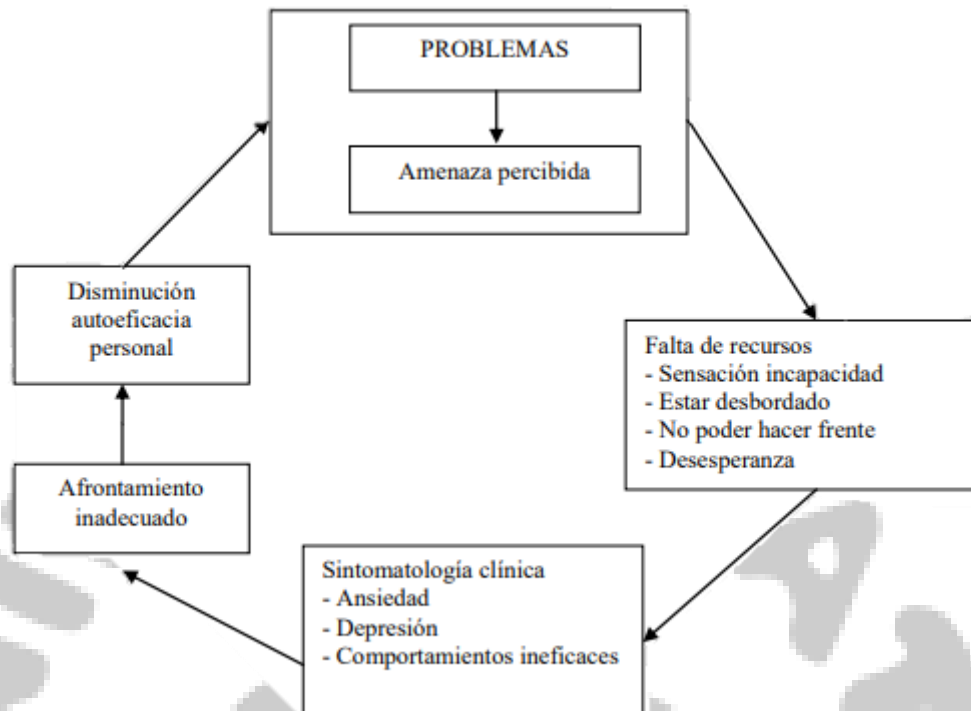 PROBLEMAS
Amenaza percibida
Falta de recursos
- Sensación incapacidad
- Estar desbordado
- No poder hacer frente
- Desesperanza
Sintomatología clínica
- Ansiedad
- Depresión
- Comportamientos ineficaces
Afrontamiento
inadecuado
Disminución
autoeficacia
personal